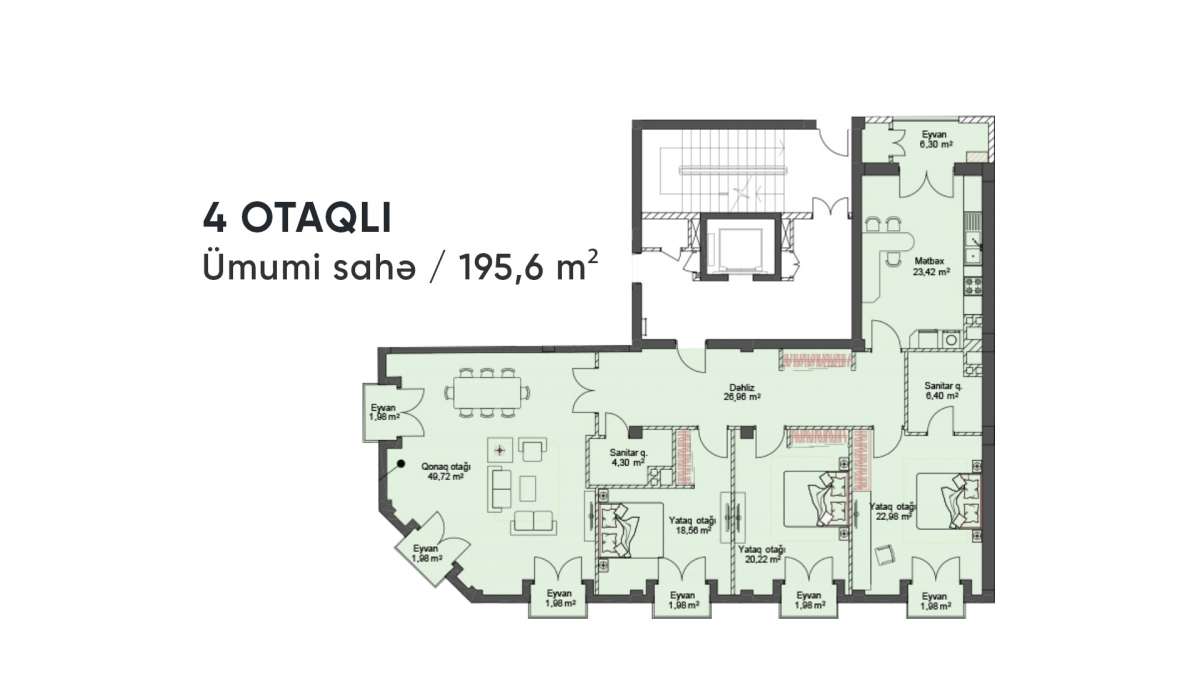 4 OTAQLI
Ümumi sahə / 195,6 m²
Eyvan
6,30 m²
Mətbəx
23,42 m²
Dəhliz
26,96 m²
Sanitar q.
6,40 m²
Eyvan
1,98 m²
Qonaq otağı
49,72 m²
Sanitar q.
4,30 m²
Yataq otağı
18,56 m²
Yataq otağı
20,22 m²
Yataq otağı
22,98 m²
Eyvan
1,98 m²
Eyvan
1,98 m²
Eyvan
1,98 m²
Eyvan
1,98 m²
Eyvan
1,98 m²